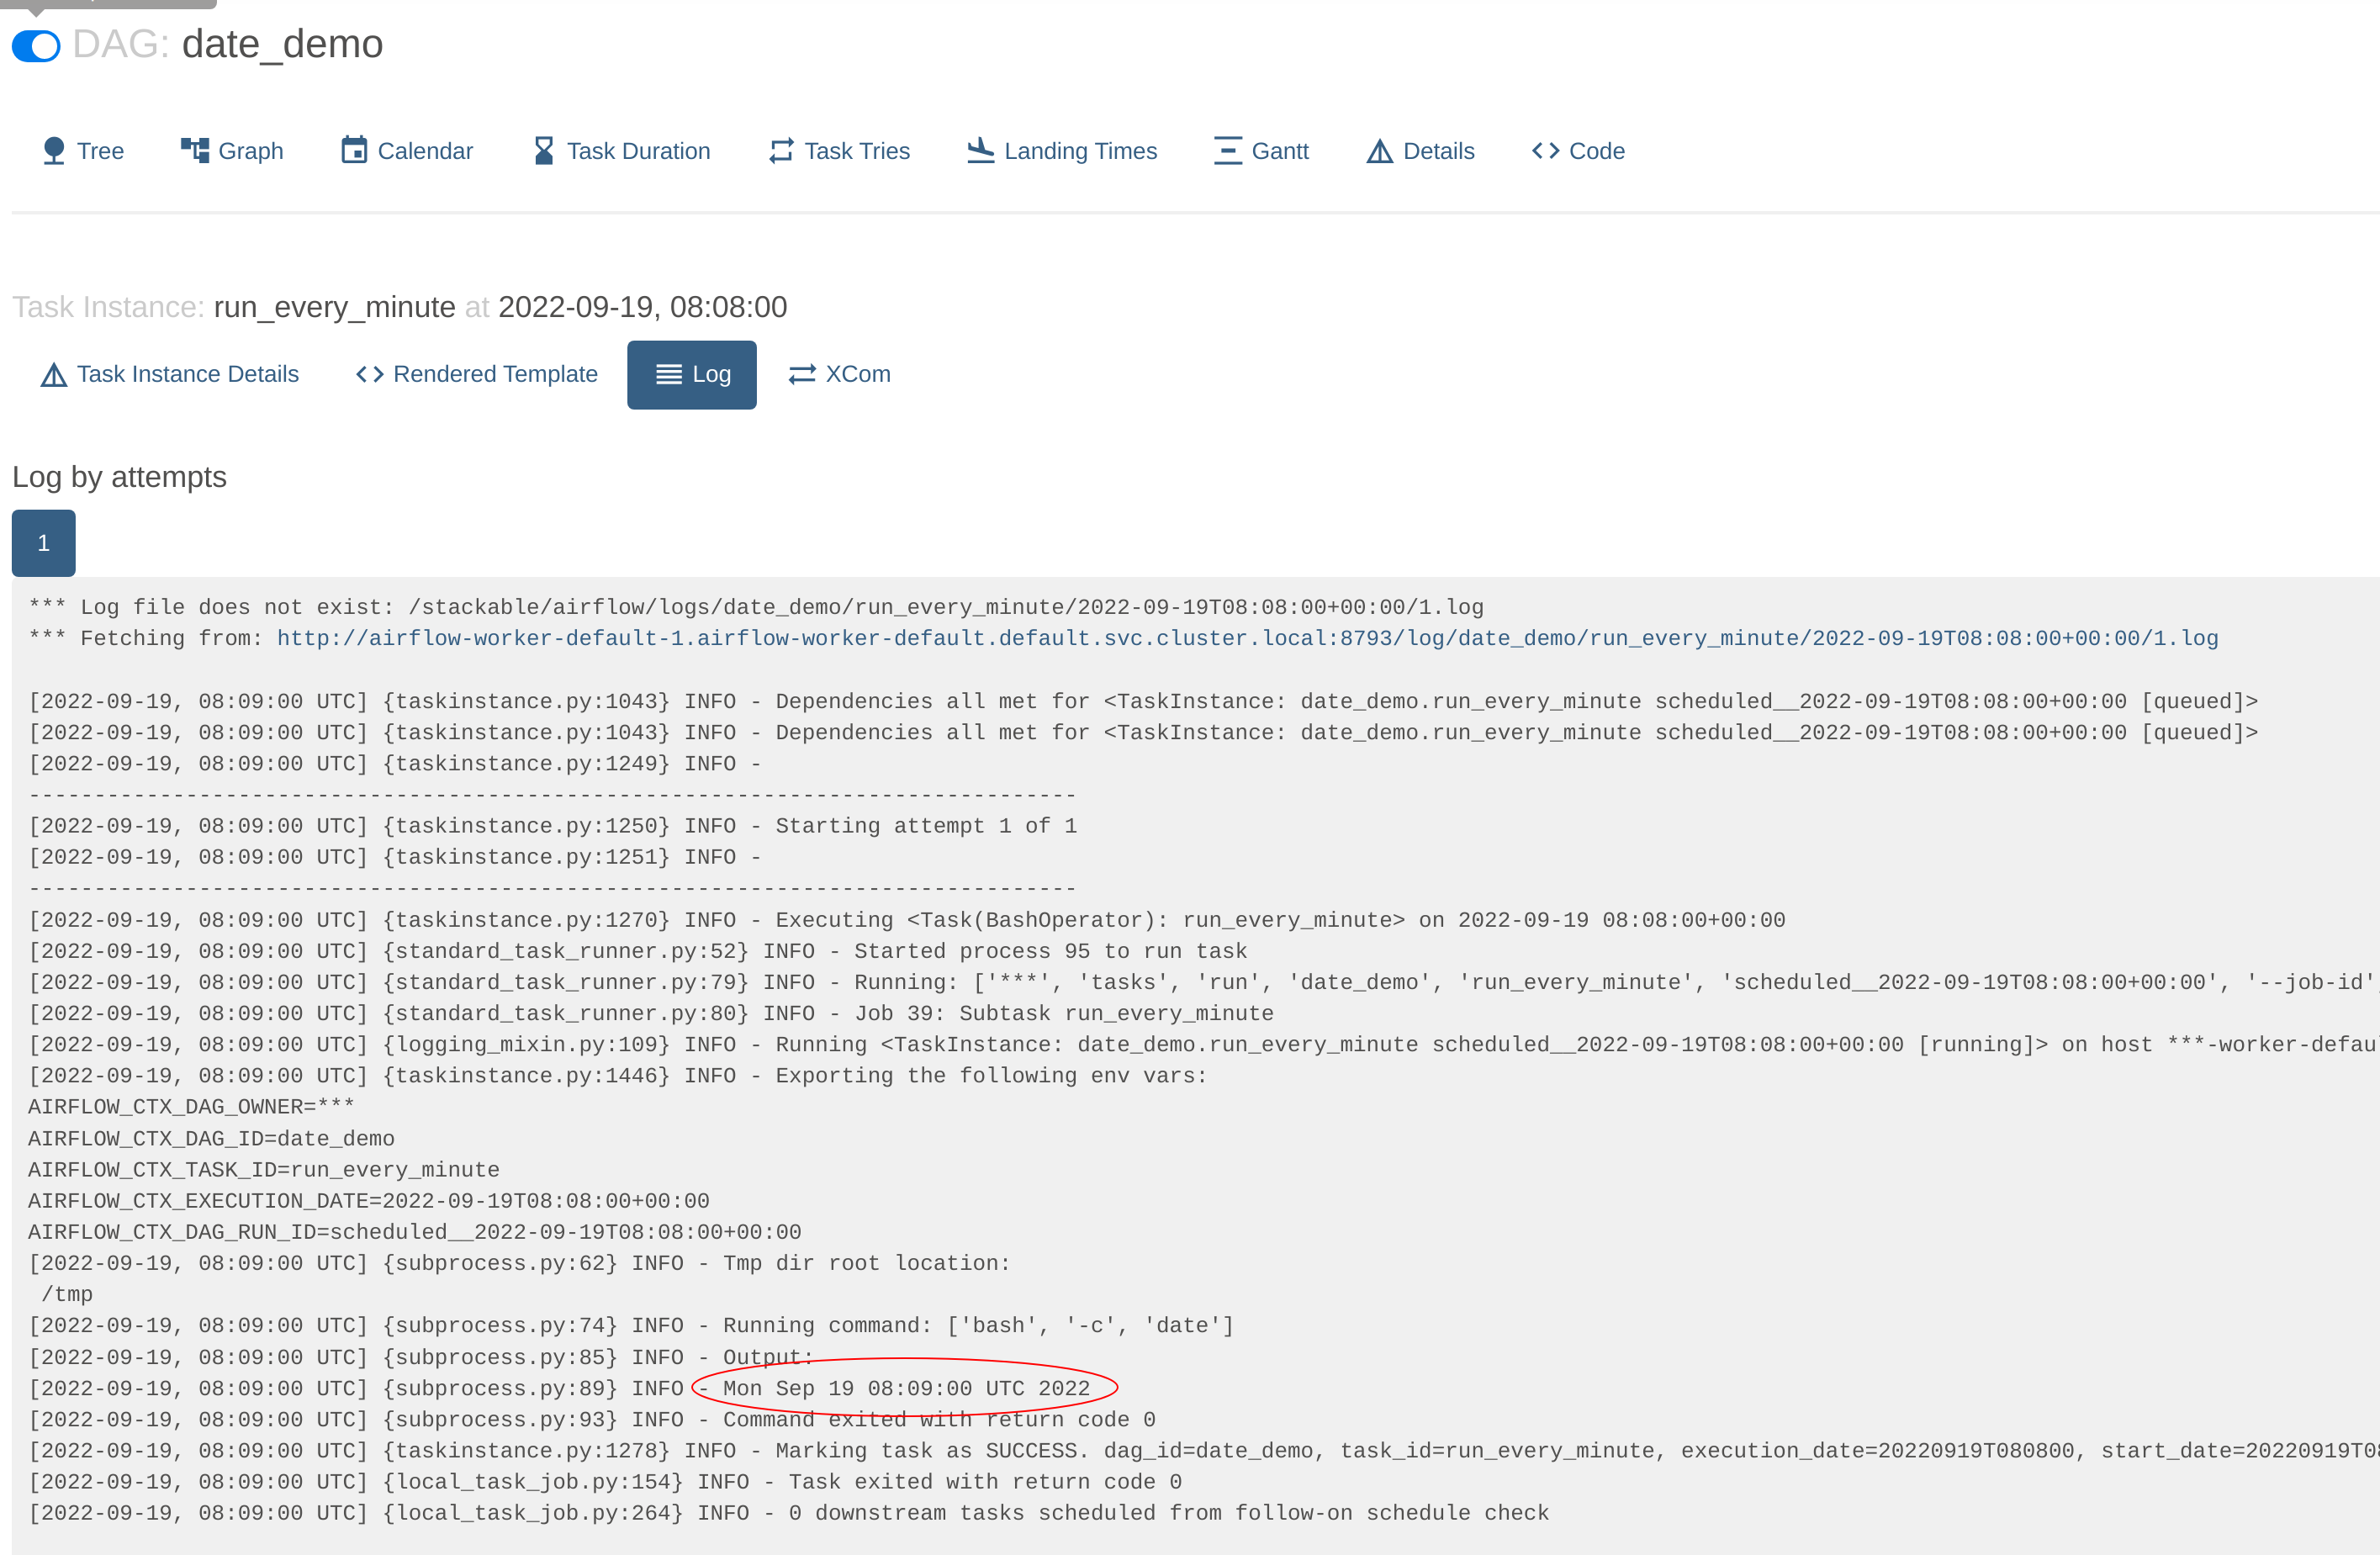 DAG: date_demo
Tree Graph Calendar Task Duration Task Tries Landing Times Gantt Details Code
Task Instance: run_every_minute at 2022-09-19, 08:08:00
Task Instance Details Rendered Template Log XCom
Log by attempts
1
*** Log file does not exist: /stackable/airflow/logs/date_demo/run_every_minute/2022-09-19T08:08:00+00:00/1.log
*** Fetching from: http://airflow-worker-default-1.airflow-worker-default.default.svc.cluster.local:8793/log/date_demo/run_every_minute/2022-09-19T08:08:00+00:00/1.log
[2022-09-19, 08:09:00 UTC] {taskinstance.py:1043} INFO - Dependencies all met for <TaskInstance: date_demo.run_every_minute scheduled__2022-09-19T08:08:00+00:00 [queued]>
[2022-09-19, 08:09:00 UTC] {taskinstance.py:1043} INFO - Dependencies all met for <TaskInstance: date_demo.run_every_minute scheduled__2022-09-19T08:08:00+00:00 [queued]>
[2022-09-19, 08:09:00 UTC] {taskinstance.py:1249} INFO -
--------------------------------------------------------------------------------
[2022-09-19, 08:09:00 UTC] {taskinstance.py:1250} INFO - Starting attempt 1 of 1
[2022-09-19, 08:09:00 UTC] {taskinstance.py:1251} INFO -
--------------------------------------------------------------------------------
[2022-09-19, 08:09:00 UTC] {taskinstance.py:1270} INFO - Executing <Task(BashOperator): run_every_minute> on 2022-09-19 08:08:00+00:00
[2022-09-19, 08:09:00 UTC] {standard_task_runner.py:52} INFO - Started process 95 to run task
[2022-09-19, 08:09:00 UTC] {standard_task_runner.py:79} INFO - Running: ['***', 'tasks', 'run', 'date_demo', 'run_every_minute', 'scheduled__2022-09-19T08:08:00+00:00', '--job-id',
[2022-09-19, 08:09:00 UTC] {standard_task_runner.py:80} INFO - Job 39: Subtask run_every_minute
[2022-09-19, 08:09:00 UTC] {logging_mixin.py:109} INFO - Running <TaskInstance: date_demo.run_every_minute scheduled__2022-09-19T08:08:00+00:00 [running]> on host ***-worker-defau
[2022-09-19, 08:09:00 UTC] {taskinstance.py:1446} INFO - Exporting the following env vars:
AIRFLOW_CTX_DAG_OWNER=***
AIRFLOW_CTX_DAG_ID=date_demo
AIRFLOW_CTX_TASK_ID=run_every_minute
AIRFLOW_CTX_EXECUTION_DATE=2022-09-19T08:08:00+00:00
AIRFLOW_CTX_DAG_RUN_ID=scheduled__2022-09-19T08:08:00+00:00
[2022-09-19, 08:09:00 UTC] {subprocess.py:62} INFO - Tmp dir root location:
/tmp
[2022-09-19, 08:09:00 UTC] {subprocess.py:74} INFO - Running command: ['bash', '-c', 'date']
[2022-09-19, 08:09:00 UTC] {subprocess.py:85} INFO - Output:
[2022-09-19, 08:09:00 UTC] {subprocess.py:89} INFO - Mon Sep 19 08:09:00 UTC 2022
[2022-09-19, 08:09:00 UTC] {subprocess.py:93} INFO - Command exited with return code 0
[2022-09-19, 08:09:00 UTC] {taskinstance.py:1278} INFO - Marking task as SUCCESS. dag_id=date_demo, task_id=run_every_minute, execution_date=20220919T080800, start_date=20220919T0
[2022-09-19, 08:09:00 UTC] {local_task_job.py:154} INFO - Task exited with return code 0
[2022-09-19, 08:09:00 UTC] {local_task_job.py:264} INFO - 0 downstream tasks scheduled from follow-on schedule check